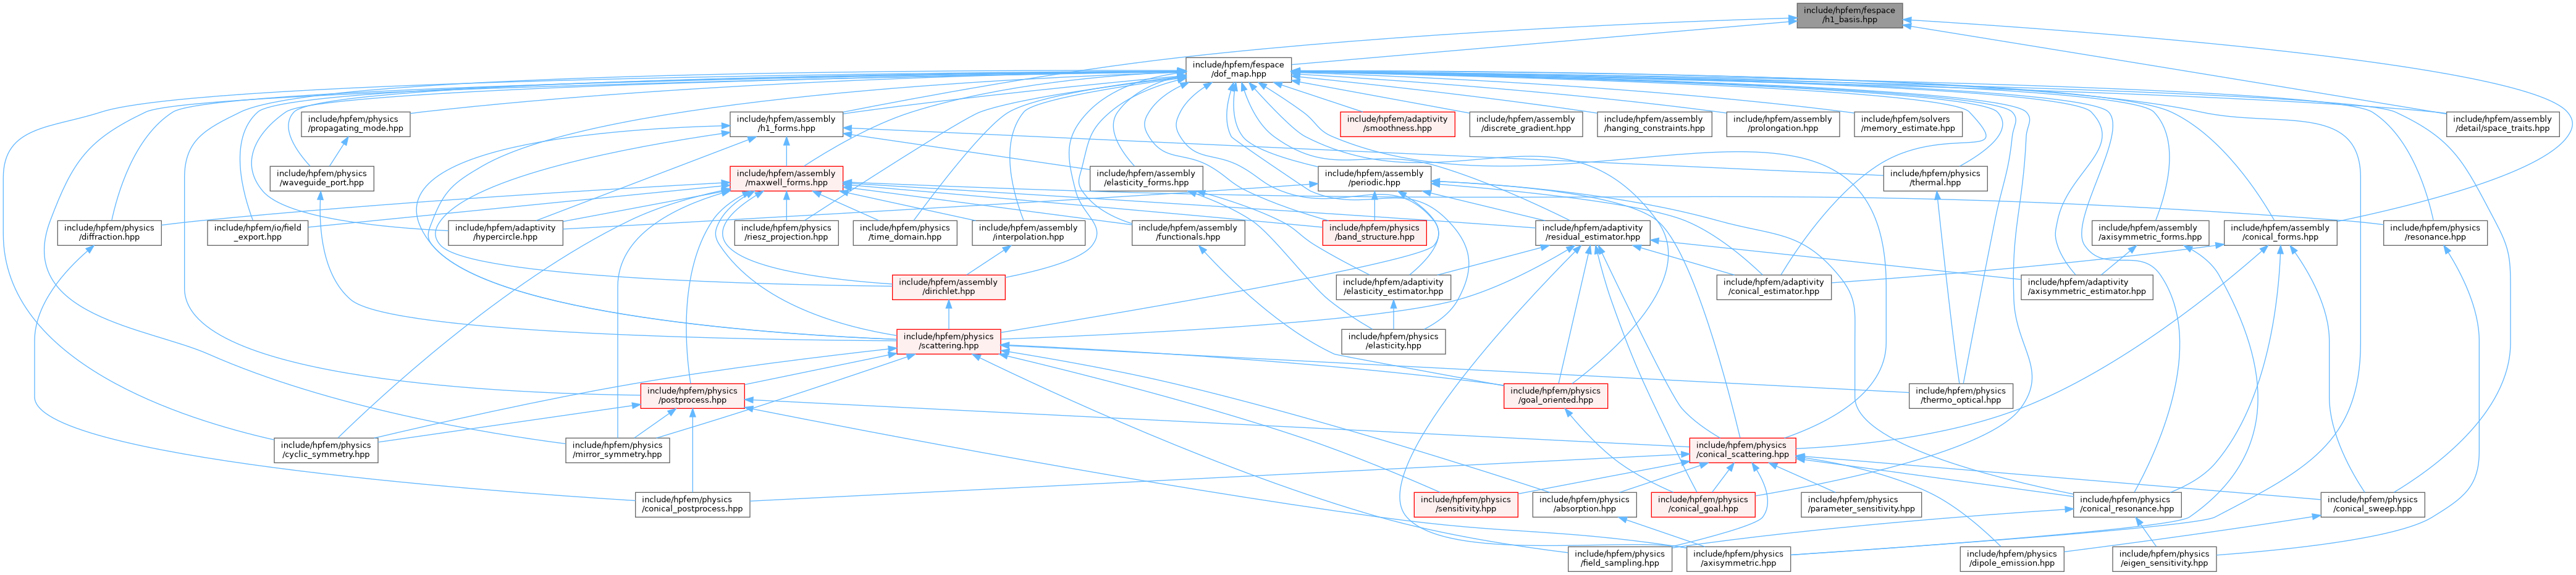 include/hpfem/fespace
/h1_basis.hpp
include/hpfem/fespace
/dof_map.hpp
include/hpfem/physics
/propagating_mode.hpp
include/hpfem/assembly
/h1_forms.hpp
include/hpfem/adaptivity
/smoothness.hpp
include/hpfem/assembly
/discrete_gradient.hpp
include/hpfem/assembly
/hanging_constraints.hpp
include/hpfem/assembly
/prolongation.hpp
include/hpfem/solvers
/memory_estimate.hpp
include/hpfem/assembly
/detail/space_traits.hpp
include/hpfem/physics
/waveguide_port.hpp
include/hpfem/assembly
/maxwell_forms.hpp
include/hpfem/assembly
/elasticity_forms.hpp
include/hpfem/assembly
/periodic.hpp
include/hpfem/physics
/thermal.hpp
include/hpfem/physics
/diffraction.hpp
include/hpfem/io/field
_export.hpp
include/hpfem/adaptivity
/hypercircle.hpp
include/hpfem/physics
/riesz_projection.hpp
include/hpfem/physics
/time_domain.hpp
include/hpfem/assembly
/interpolation.hpp
include/hpfem/assembly
/functionals.hpp
include/hpfem/physics
/band_structure.hpp
include/hpfem/adaptivity
/residual_estimator.hpp
include/hpfem/assembly
/axisymmetric_forms.hpp
include/hpfem/assembly
/conical_forms.hpp
include/hpfem/physics
/resonance.hpp
include/hpfem/assembly
/dirichlet.hpp
include/hpfem/adaptivity
/elasticity_estimator.hpp
include/hpfem/adaptivity
/conical_estimator.hpp
include/hpfem/adaptivity
/axisymmetric_estimator.hpp
include/hpfem/physics
/scattering.hpp
include/hpfem/physics
/elasticity.hpp
include/hpfem/physics
/postprocess.hpp
include/hpfem/physics
/goal_oriented.hpp
include/hpfem/physics
/thermo_optical.hpp
include/hpfem/physics
/cyclic_symmetry.hpp
include/hpfem/physics
/mirror_symmetry.hpp
include/hpfem/physics
/conical_scattering.hpp
include/hpfem/physics
/conical_postprocess.hpp
include/hpfem/physics
/sensitivity.hpp
include/hpfem/physics
/absorption.hpp
include/hpfem/physics
/conical_goal.hpp
include/hpfem/physics
/parameter_sensitivity.hpp
include/hpfem/physics
/conical_resonance.hpp
include/hpfem/physics
/conical_sweep.hpp
include/hpfem/physics
/field_sampling.hpp
include/hpfem/physics
/axisymmetric.hpp
include/hpfem/physics
/dipole_emission.hpp
include/hpfem/physics
/eigen_sensitivity.hpp